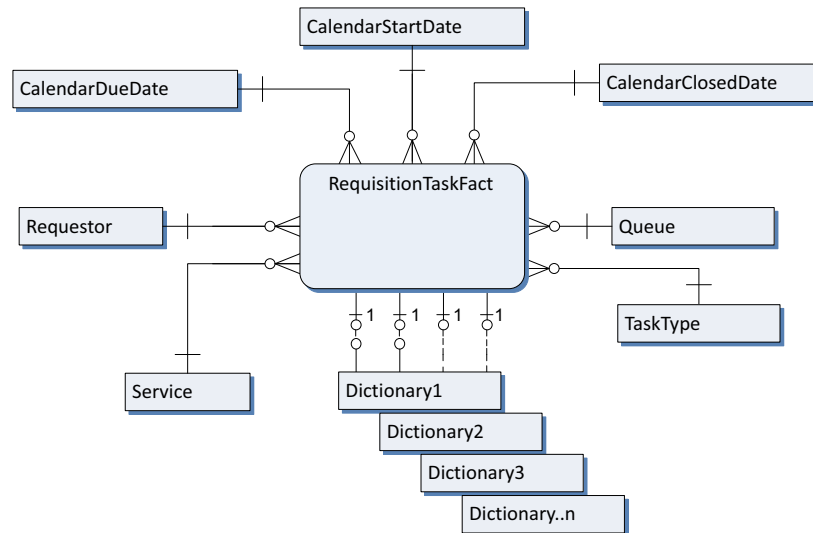 CalendarStartDate
CalendarDueDate
CalendarClosedDate
RequisitionTaskFact
Requestor
Queue
TaskType
1 1 1 1
Service
Dictionary1
Dictionary2
Dictionary3
Dictionary..n